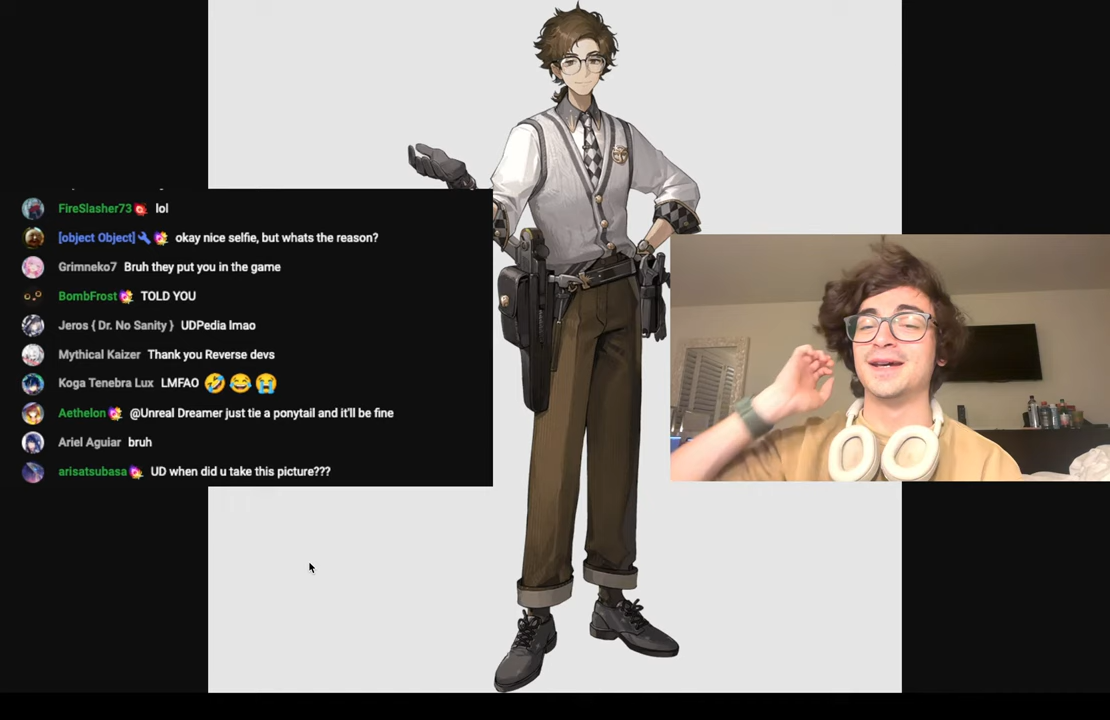 FireSlasher73 lol
[object Object] okay nice selfie, but whats the reason?
Grimneko7 Bruh they put you in the game
BombFrost TOLD YOU
Jeros { Dr. No Sanity } UDPedia lmao
Mythical Kaizer Thank you Reverse devs
Koga Tenebra Lux LMFAO 🤣😂😭
Aethelon @Unreal Dreamer just tie a ponytail and it'll be fine
Ariel Aguiar bruh
arisatsubasa UD when did u take this picture???